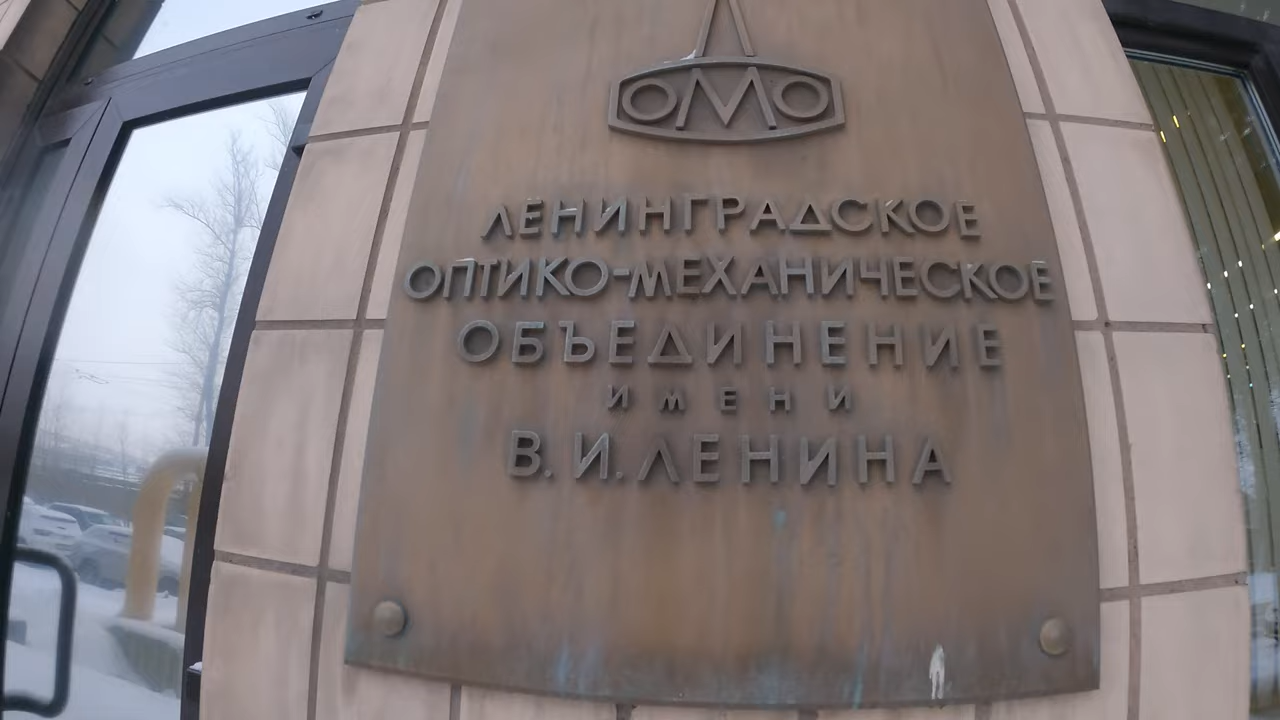 ОМО
ЛЕНИНГРАДСКОЕ
ОПТИКО-МЕХАНИЧЕСКОЕ
ОБЪЕДИНЕНИЕ
имени
В. И. ЛЕНИНА